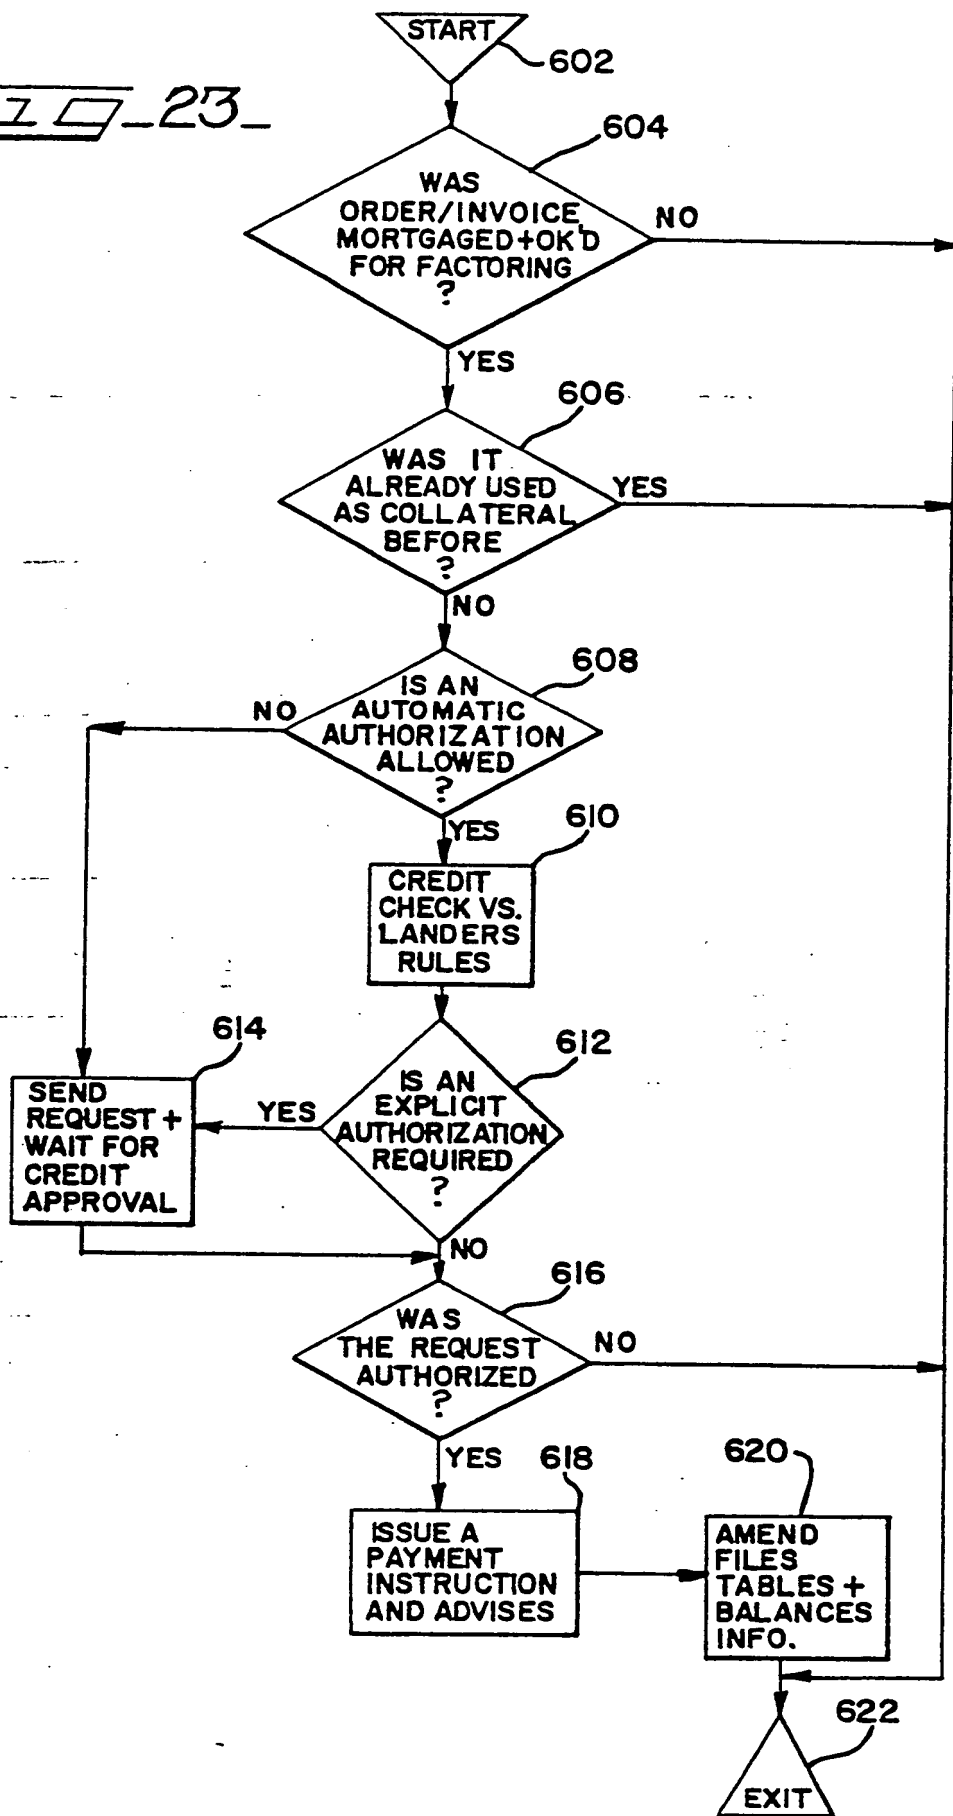 START
602
Fig_23_
604
WAS
ORDER/INVOICE
MORTGAGED+OK'D
FOR FACTORING
?
NO
YES
606
WAS IT
ALREADY USED
AS COLLATERAL
BEFORE
?
YES
NO
608
IS AN
AUTOMATIC
AUTHORIZATION
ALLOWED
?
NO
YES
610
CREDIT
CHECK VS.
LANDERS
RULES
614
SEND
REQUEST +
WAIT FOR
CREDIT
APPROVAL
612
IS AN
EXPLICIT
AUTHORIZATION
REQUIRED
?
YES
NO
616
WAS
THE REQUEST
AUTHORIZED
?
NO
YES
618
ISSUE A
PAYMENT
INSTRUCTION
AND ADVISES
620
AMEND
FILES
TABLES +
BALANCES
INFO.
622
EXIT